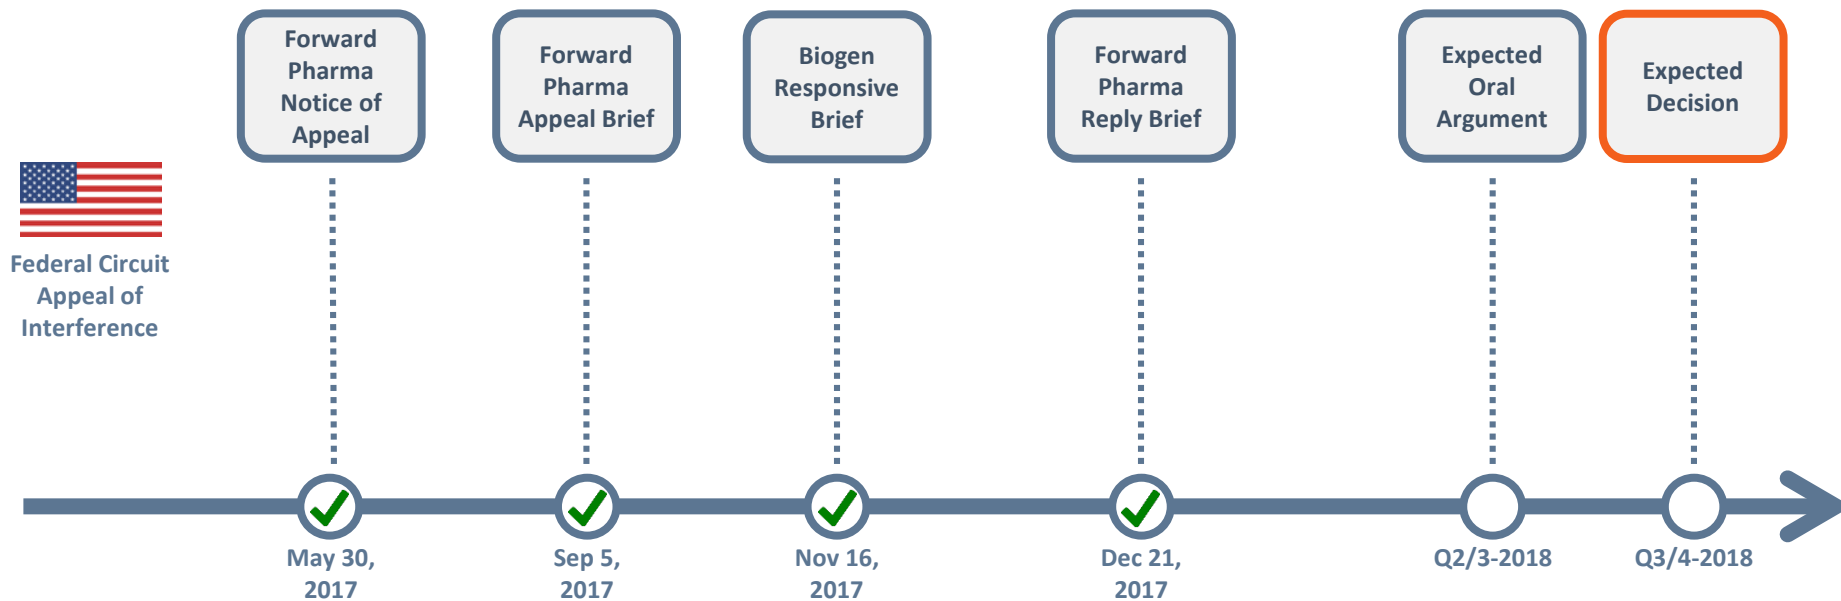 Forward
Pharma
Notice of
Appeal
Forward
Pharma
Appeal Brief
Biogen
Responsive
Brief
Forward
Pharma
Reply Brief
Expected
Oral
Argument
Expected
Decision
Federal Circuit
Appeal of
Interference
May 30,
2017
Sep 5,
2017
Nov 16,
2017
Dec 21,
2017
Q2/3-2018
Q3/4-2018